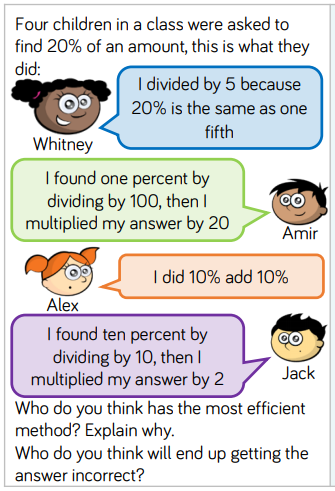 Four children in a class were asked to
find 20% of an amount, this is what they
did:
I divided by 5 because
20% is the same as one
fifth
Whitney
I found one percent by
dividing by 100, then I
multiplied my answer by 20
Amir
I did 10% add 10%
Alex
I found ten percent by
dividing by 10, then I
multiplied my answer by 2
Jack
Who do you think has the most efficient
method? Explain why.
Who do you think will end up getting the
answer incorrect?